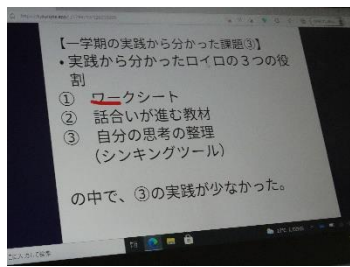 【一学期の実践から分かった課題③】
・実践から分かったロイロの３つの役
割
① ワークシート
② 話合いが進む教材
③ 自分の思考の整理
（シンキングツール）
の中で、③の実践が少なかった。